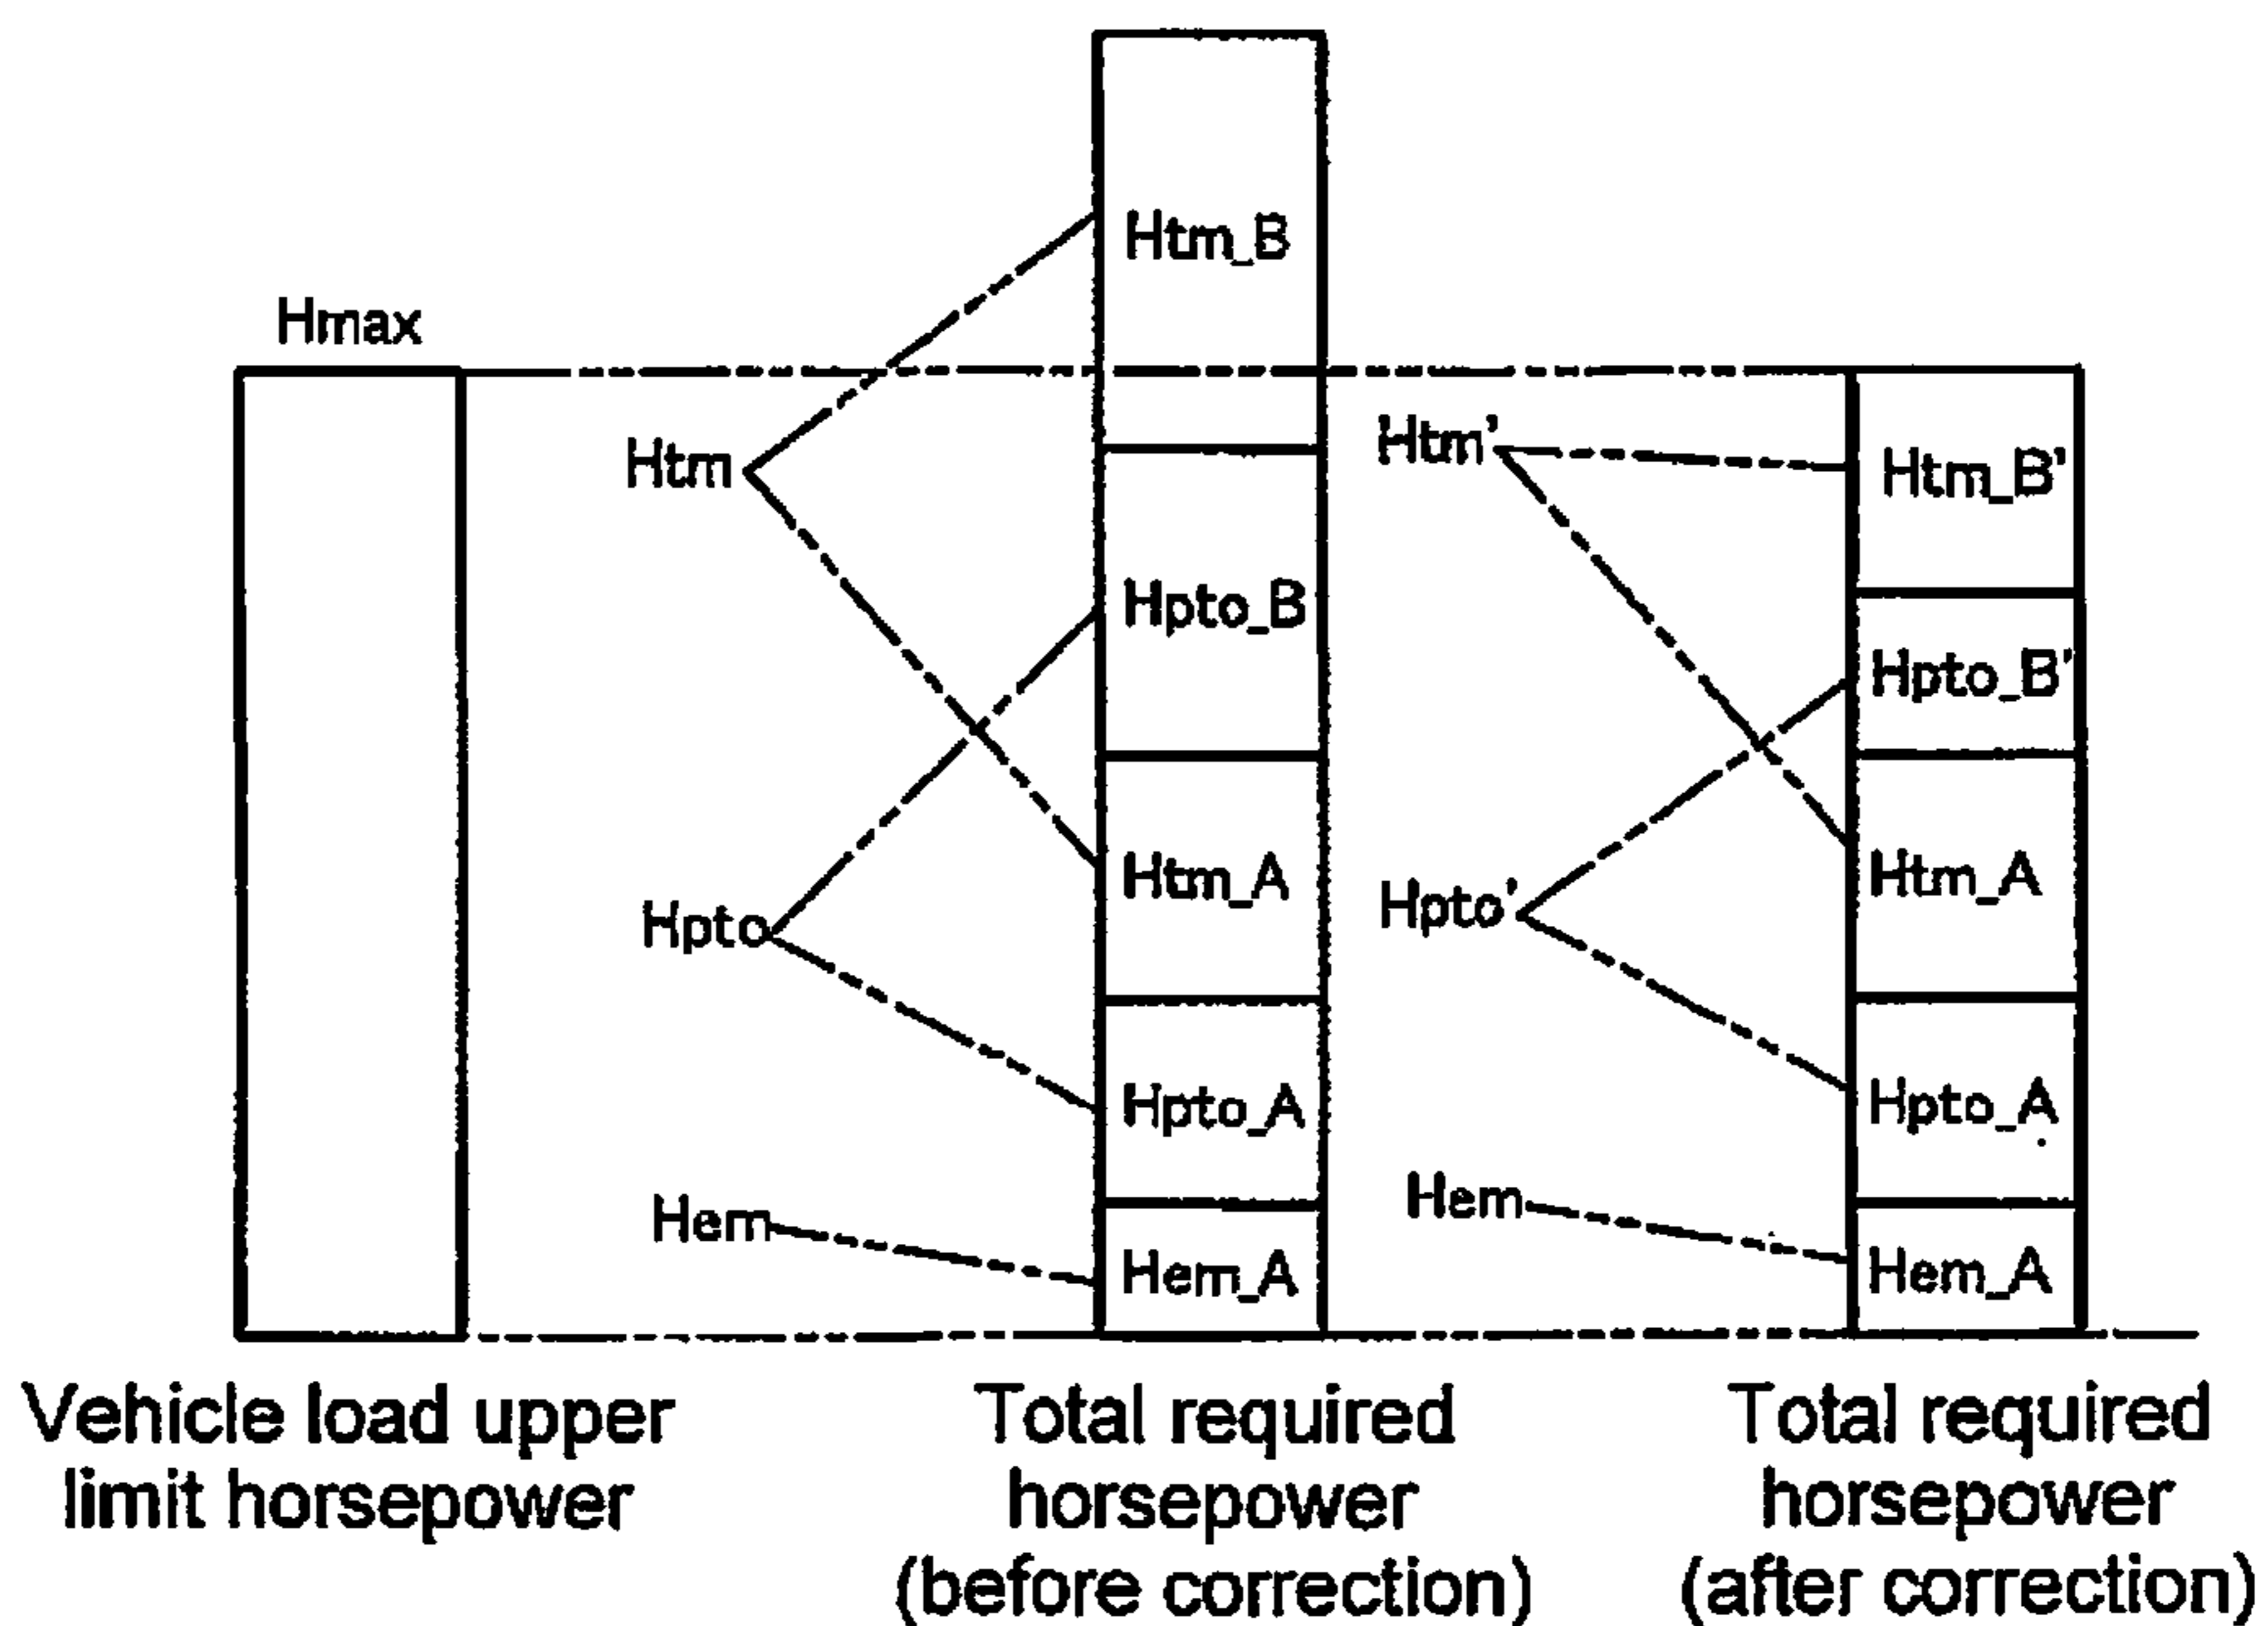 Hmax
Htm
Hpto
Hem
Htm_B
Hpto_B
Htm_A
Hpto_A
Hem_A
Htm'
Hpto'
Hem
Htm_B'
Hpto_B'
Htm_A
Hpto_A
Hem_A
Vehicle load upper
limit horsepower
Total required
horsepower
(before correction)
Total required
horsepower
(after correction)